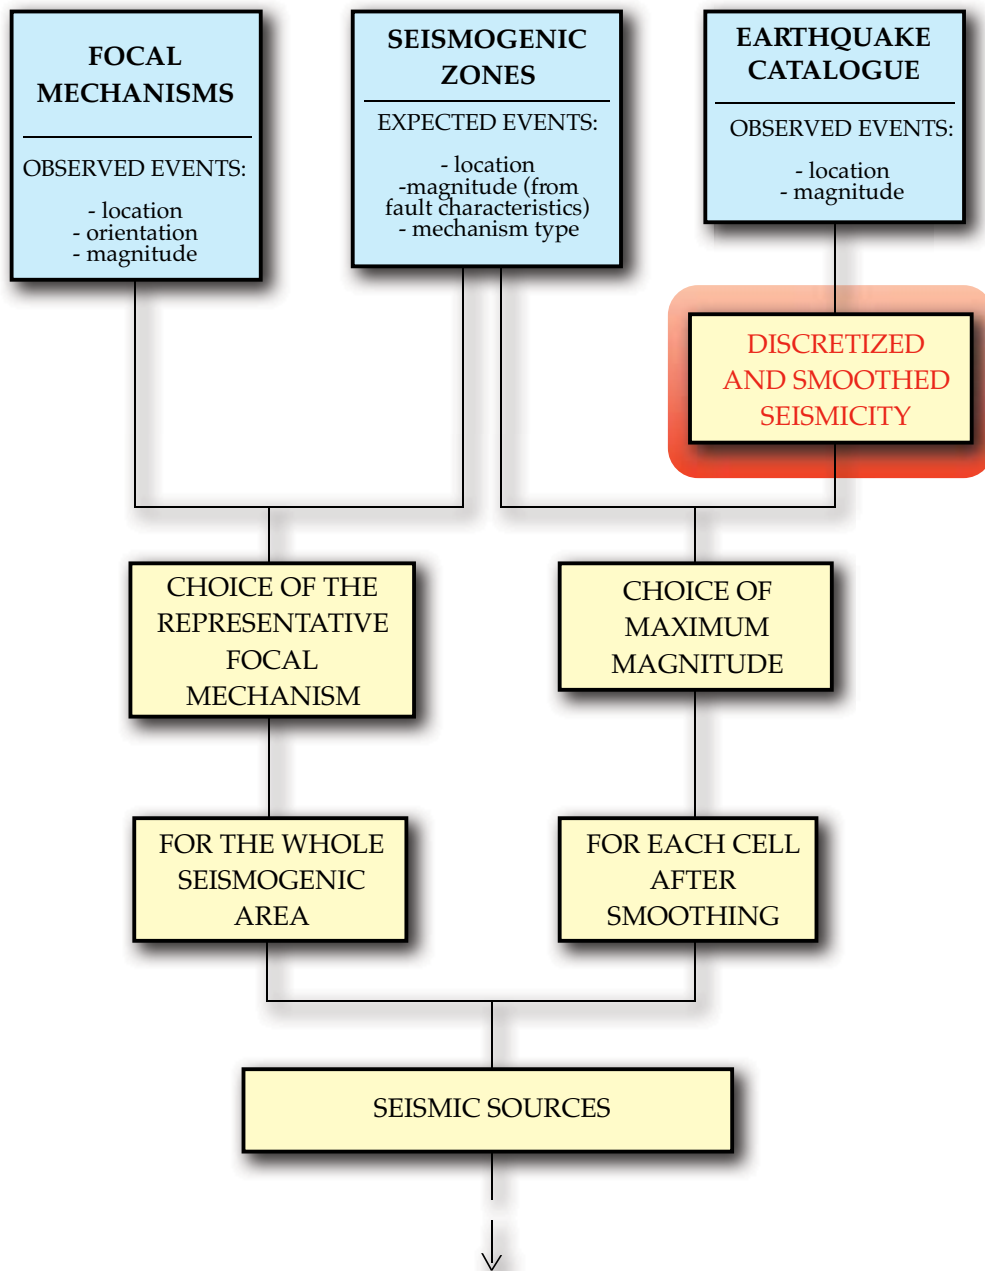 FOCAL
MECHANISMS
OBSERVED EVENTS:
- location
- orientation
- magnitude
SEISMOGENIC
ZONES
EXPECTED EVENTS:
- location
-magnitude (from
fault characteristics)
- mechanism type
EARTHQUAKE
CATALOGUE
OBSERVED EVENTS:
- location
- magnitude
DISCRETIZED
AND SMOOTHED
SEISMICITY
CHOICE OF THE
REPRESENTATIVE
FOCAL
MECHANISM
CHOICE OF
MAXIMUM
MAGNITUDE
FOR THE WHOLE
SEISMOGENIC
AREA
FOR EACH CELL
AFTER
SMOOTHING
SEISMIC SOURCES